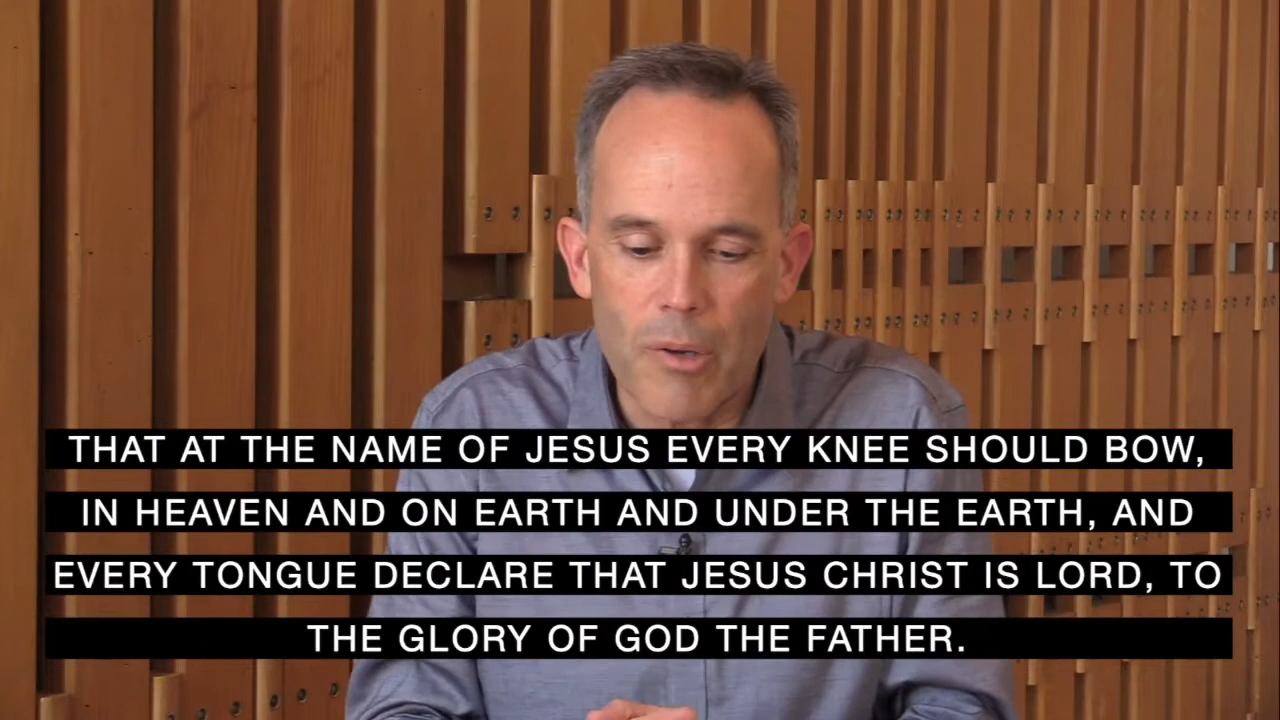 THAT AT THE NAME OF JESUS EVERY KNEE SHOULD BOW,
IN HEAVEN AND ON EARTH AND UNDER THE EARTH, AND
EVERY TONGUE DECLARE THAT JESUS CHRIST IS LORD, TO
THE GLORY OF GOD THE FATHER.